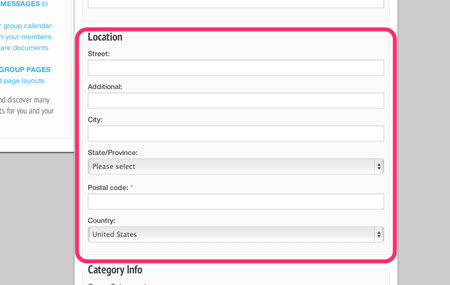 MESSAGES to
r group calendar
h your members
are documents
GROUP PAGES
d page layouts
nd discover many
ts for you and your
Location
Street:
Additional:
City:
State/Province:
Please select
Postal code: *
Country:
United States
Category Info